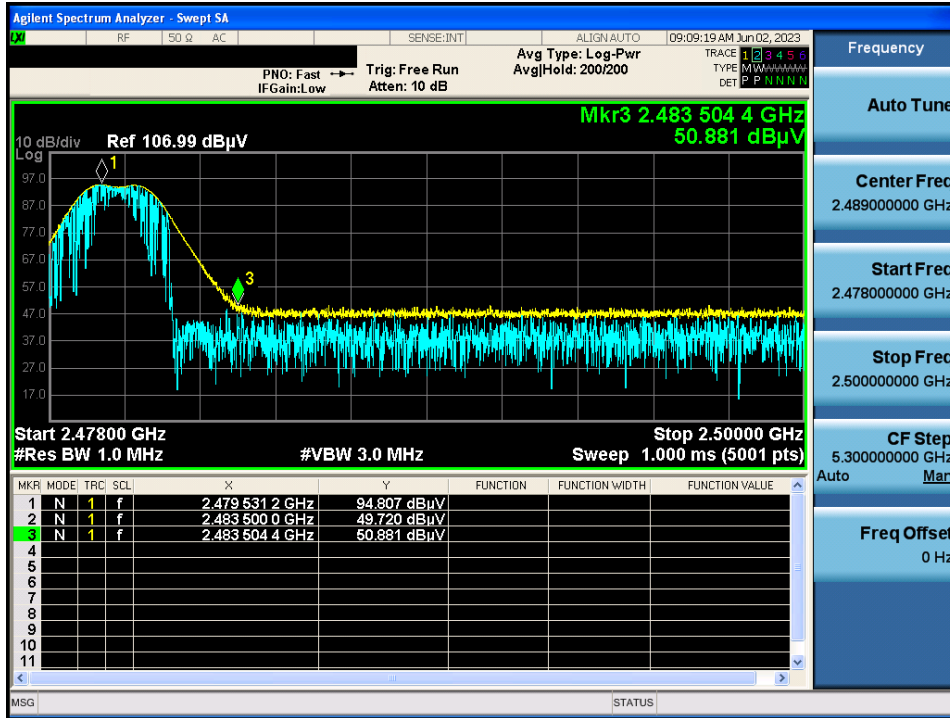 Agilent Spectrum Analyzer - Swept SA
LXI RF 50 Ω AC SENSE:INT ALIGN AUTO 09:09:19 AM Jun 02, 2023
PNO: Fast Trig: Free Run Avg Type: Log-Pwr TRACE 1 2 3 4 5 6
IFGain:Low Atten: 10 dB Avg|Hold: 200/200 TYPE M W W W W W
DET P P N N N N
Mkr3 2.483 504 4 GHz
50.881 dBµV
10 dB/div Ref 106.99 dBµV
Log
97.0
87.0
77.0
67.0
57.0
47.0
37.0
27.0
17.0
1
3
Start 2.47800 GHz Stop 2.50000 GHz
#Res BW 1.0 MHz #VBW 3.0 MHz Sweep 1.000 ms (5001 pts)
MKR MODE TRC SCL X Y FUNCTION FUNCTION WIDTH FUNCTION VALUE
1 N 1 f 2.479 531 2 GHz 94.807 dBµV
2 N 1 f 2.483 500 0 GHz 49.720 dBµV
3 N 1 f 2.483 504 4 GHz 50.881 dBµV
4
5
6
7
8
9
10
11
MSG STATUS
Frequency
Auto Tune
Center Freq
2.489000000 GHz
Start Freq
2.478000000 GHz
Stop Freq
2.500000000 GHz
CF Step
5.300000000 GHz
Auto Man
Freq Offset
0 Hz